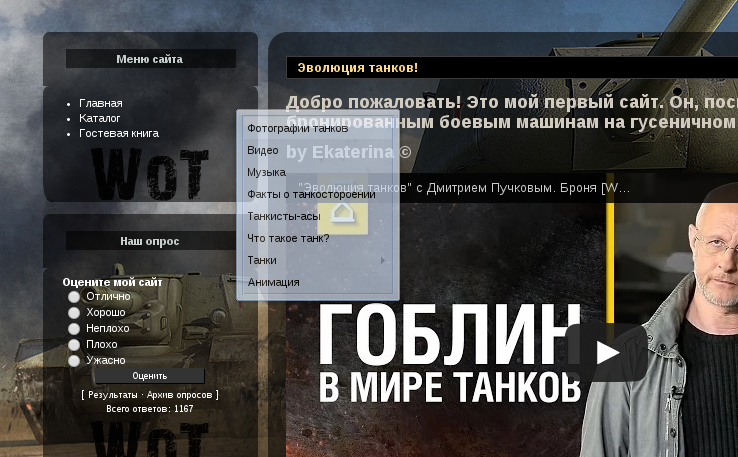 Меню сайта
Главная
Каталог
Гостевая книга
WoT
Наш опрос
Оцените мой сайт
Отлично
Хорошо
Неплохо
Плохо
Ужасно
Оценить
[ Результаты · Архив опросов ]
Всего ответов: 1167
WoT
Фотографии танков
Видео
Музыка
Факты о танкостроении
Танкисты-асы
Что такое танк?
Танки
Анимация
Эволюция танков!
Добро пожаловать! Это мой первый сайт. Он, пос
бронированным боевым машинам на гусеничном
by Ekaterina ©
"Эволюция танков" с Дмитрием Пучковым. Броня [W...
ГОБЛИН
В МИРЕ ТАНКОВ